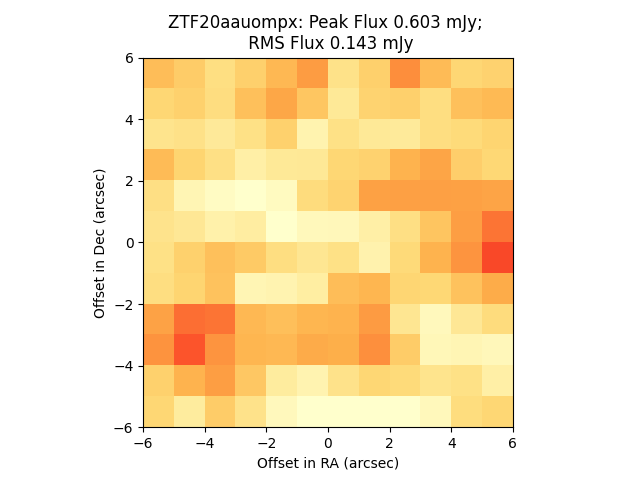 ZTF20aauompx: Peak Flux 0.603 mJy;
RMS Flux 0.143 mJy
6
4
2
0
−2
−4
−6
Offset in Dec (arcsec)
−6 −4 −2 0 2 4 6
Offset in RA (arcsec)